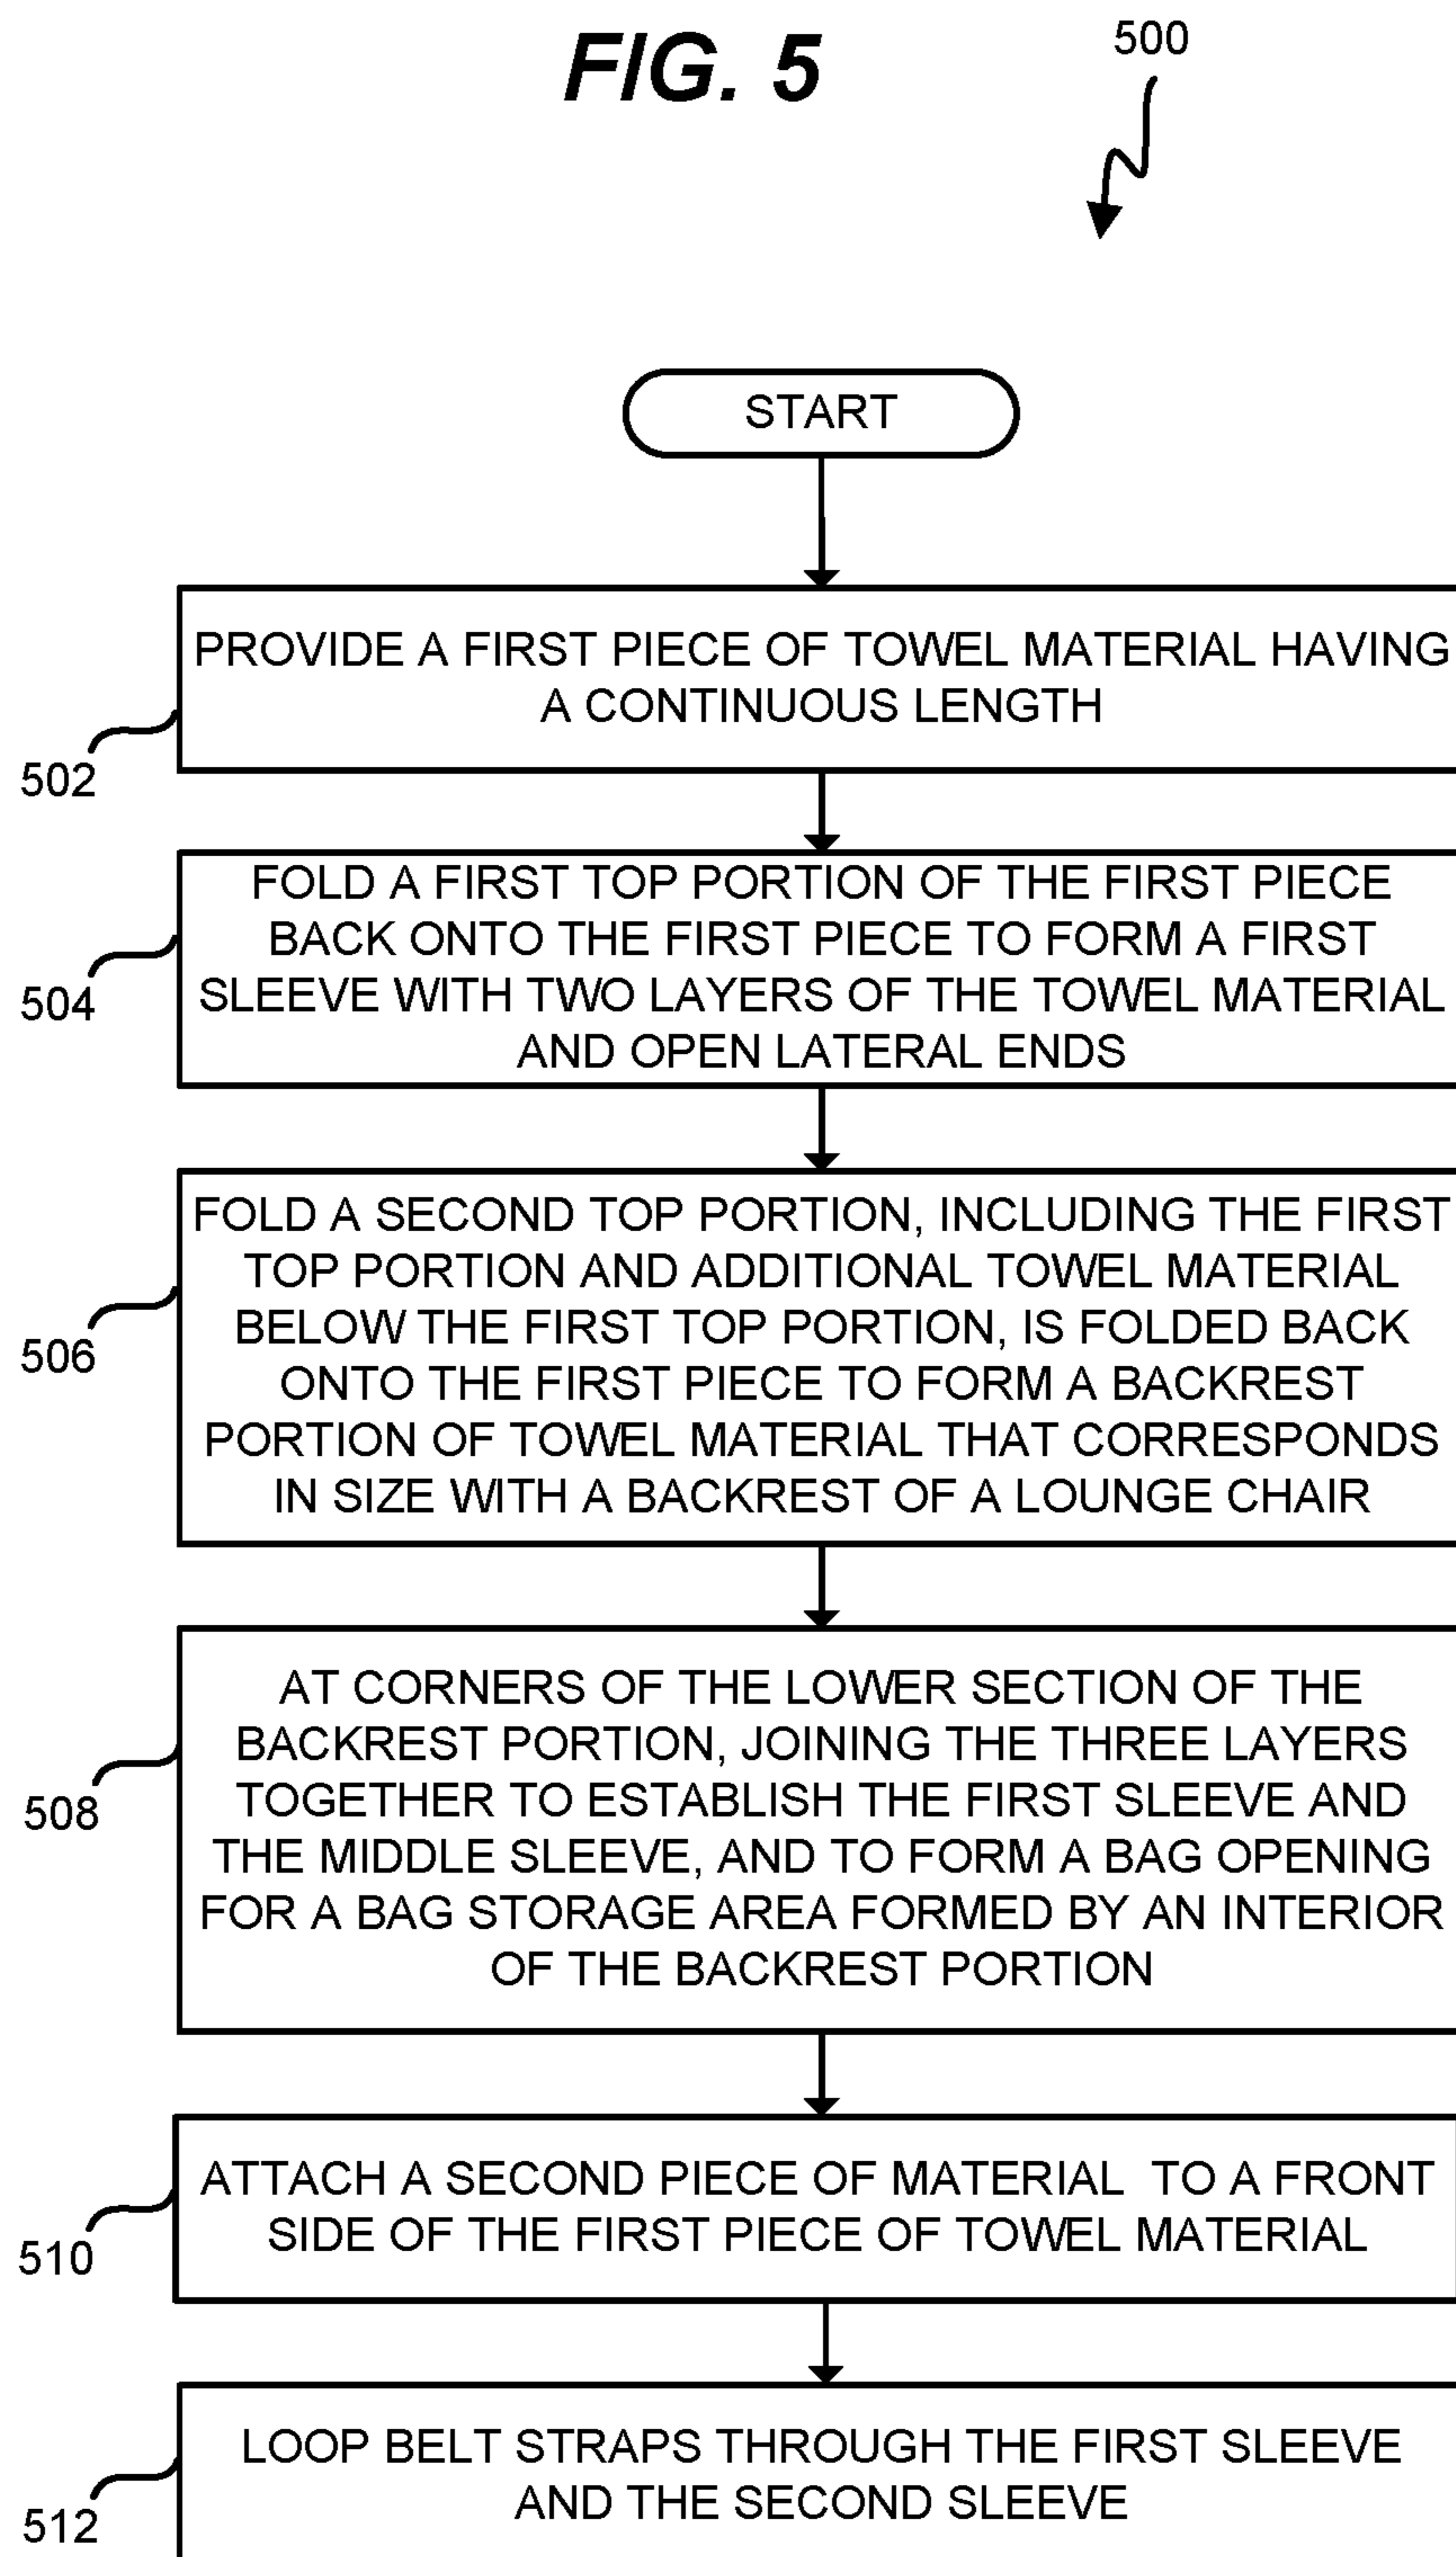 FIG. 5
500
START
PROVIDE A FIRST PIECE OF TOWEL MATERIAL HAVING
A CONTINUOUS LENGTH
502
FOLD A FIRST TOP PORTION OF THE FIRST PIECE
BACK ONTO THE FIRST PIECE TO FORM A FIRST
SLEEVE WITH TWO LAYERS OF THE TOWEL MATERIAL
AND OPEN LATERAL ENDS
504
FOLD A SECOND TOP PORTION, INCLUDING THE FIRST
TOP PORTION AND ADDITIONAL TOWEL MATERIAL
BELOW THE FIRST TOP PORTION, IS FOLDED BACK
ONTO THE FIRST PIECE TO FORM A BACKREST
PORTION OF TOWEL MATERIAL THAT CORRESPONDS
IN SIZE WITH A BACKREST OF A LOUNGE CHAIR
506
AT CORNERS OF THE LOWER SECTION OF THE
BACKREST PORTION, JOINING THE THREE LAYERS
TOGETHER TO ESTABLISH THE FIRST SLEEVE AND
THE MIDDLE SLEEVE, AND TO FORM A BAG OPENING
FOR A BAG STORAGE AREA FORMED BY AN INTERIOR
OF THE BACKREST PORTION
508
ATTACH A SECOND PIECE OF MATERIAL  TO A FRONT
SIDE OF THE FIRST PIECE OF TOWEL MATERIAL
510
LOOP BELT STRAPS THROUGH THE FIRST SLEEVE
AND THE SECOND SLEEVE
512